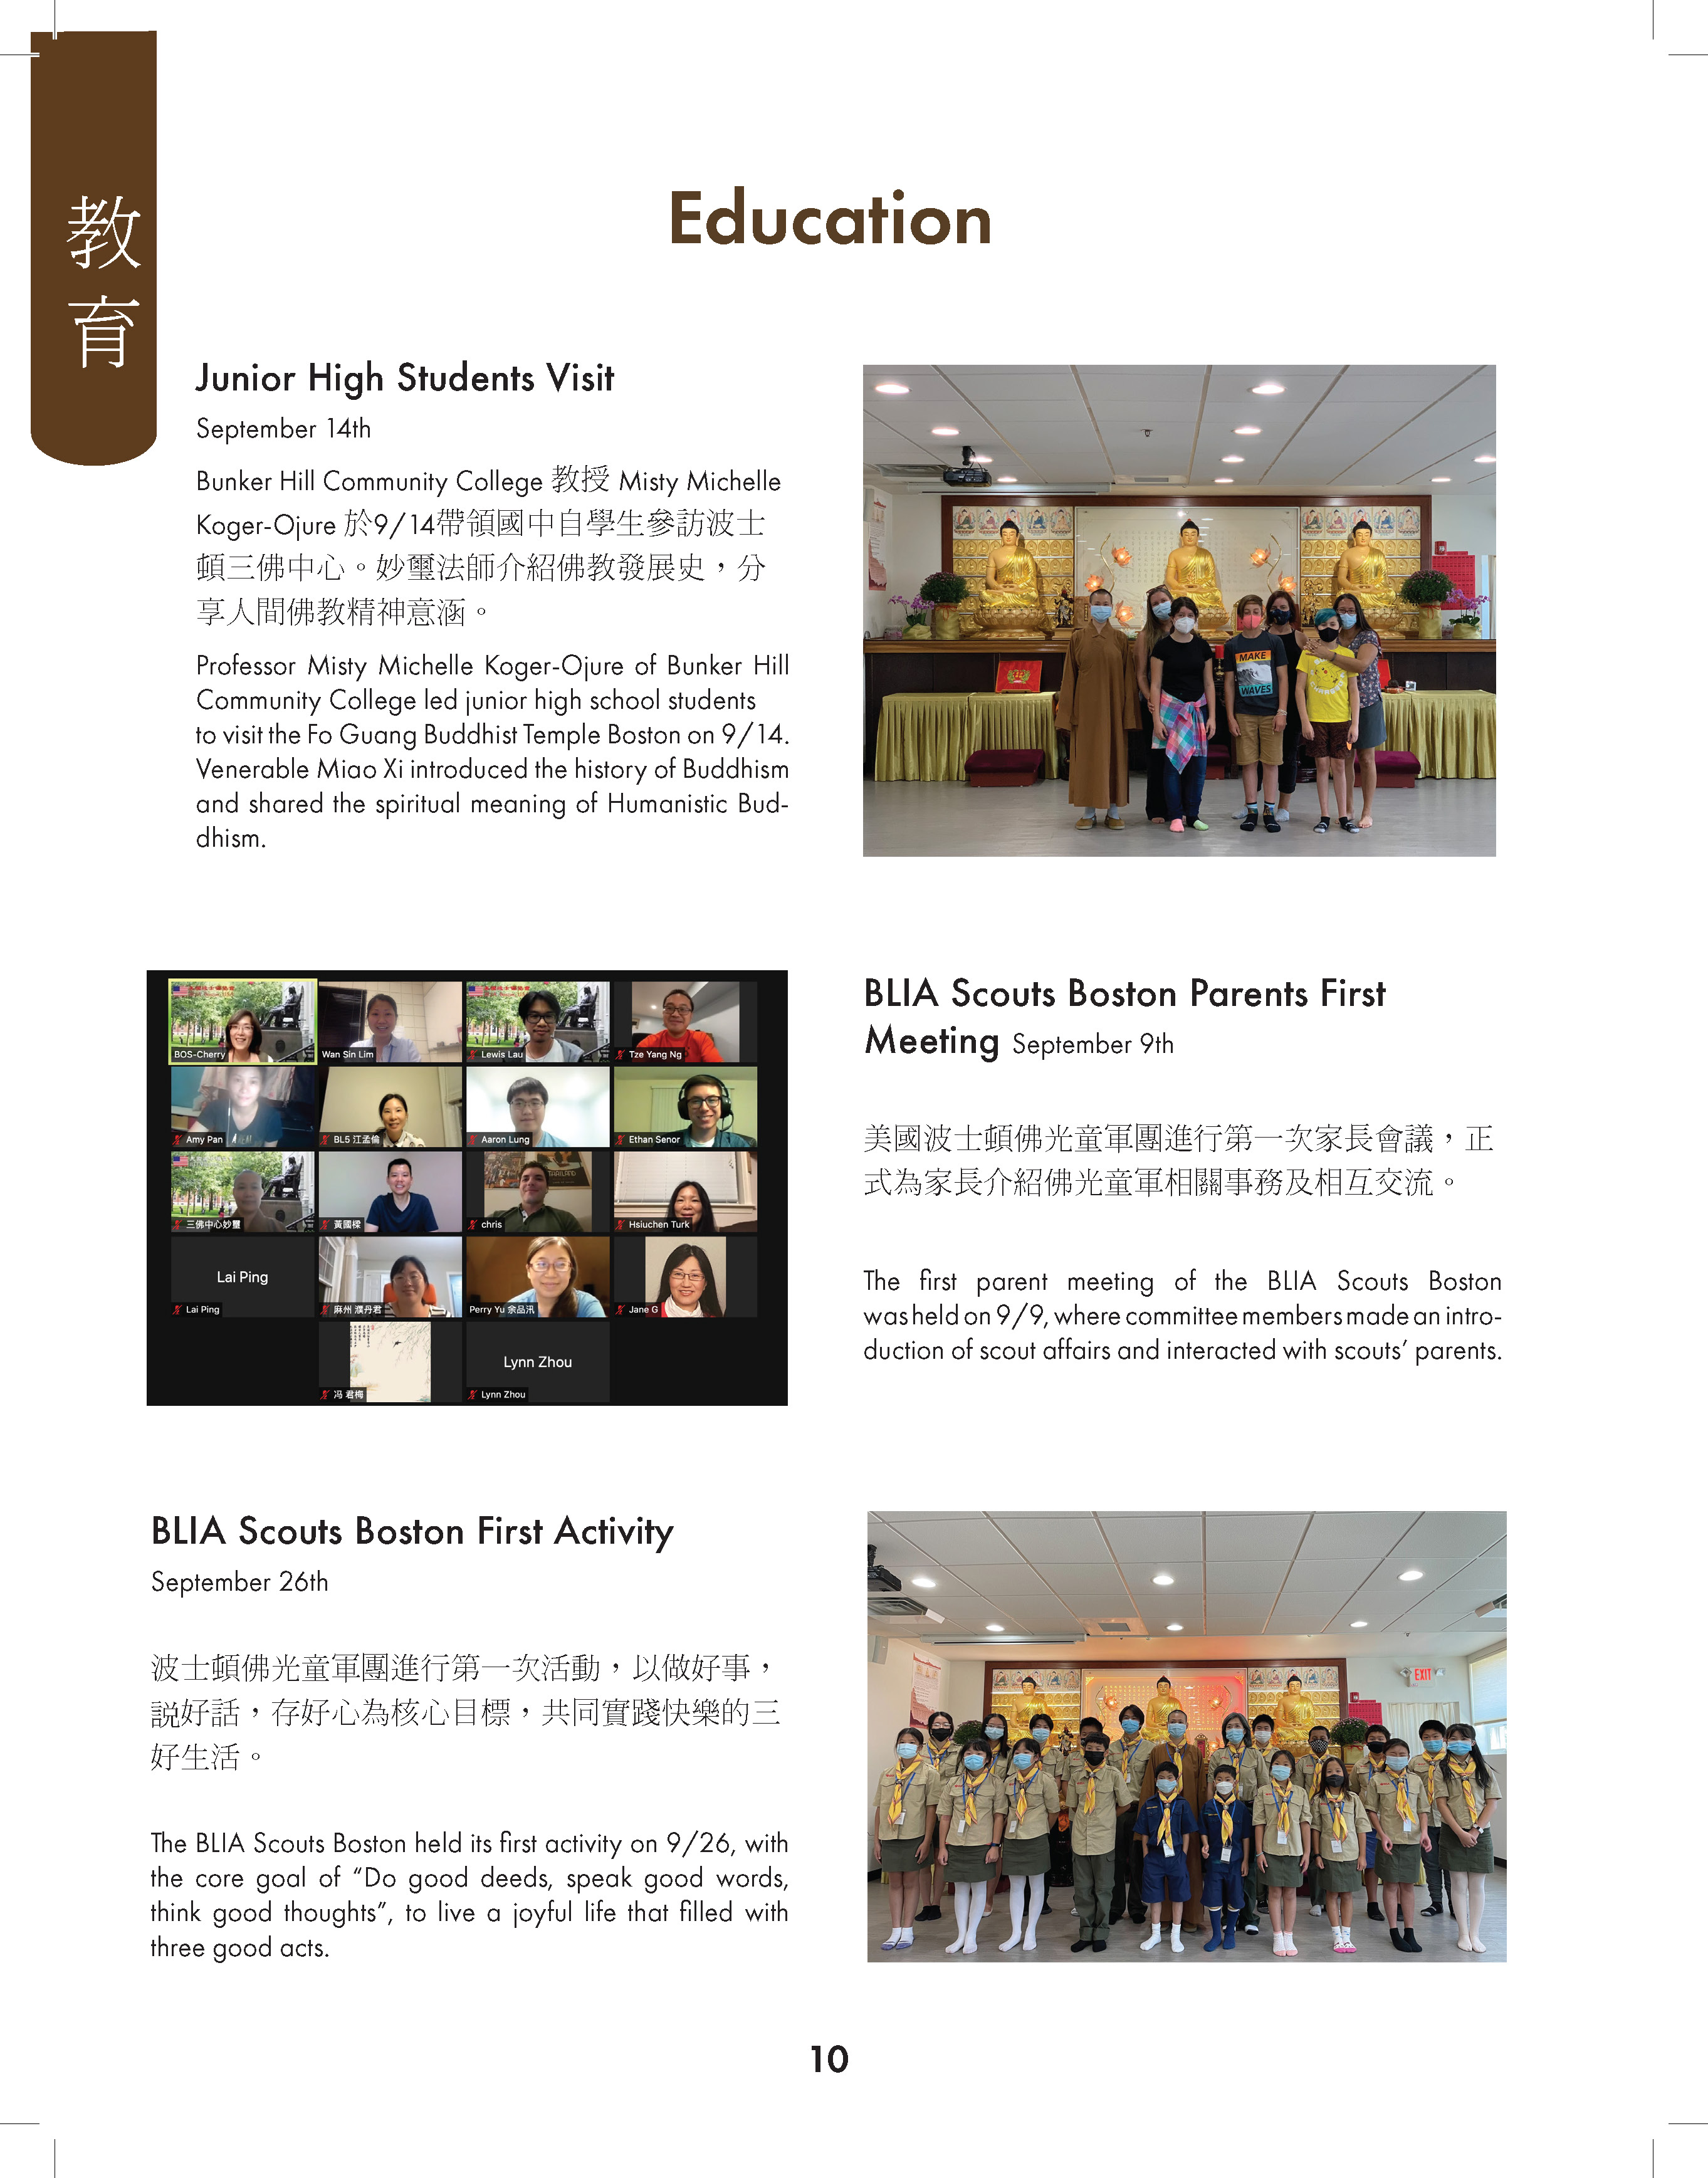 教
育
Education
Junior High Students Visit
September 14th
Bunker Hill Community College 教授 Misty Michelle
Koger-Ojure 於9/14帶領國中自學生參訪波士
頓三佛中心。妙璽法師介紹佛教發展史，分
享人間佛教精神意涵。
Professor Misty Michelle Koger-Ojure of Bunker Hill
Community College led junior high school students
to visit the Fo Guang Buddhist Temple Boston on 9/14.
Venerable Miao Xi introduced the history of Buddhism
and shared the spiritual meaning of Humanistic Bud-
dhism.
MAKE
WAVES
BOS-Cherry
Wan Sin Lim
Lewis Lau
Tze Yang Ng
Amy Pan
BL5 江孟倫
Aaron Lung
Ethan Senor
三佛中心妙璽
黃國樑
chris
THAILAND
Hsiuchen Turk
Lai Ping
Lai Ping
麻州 濮丹君
Perry Yu 余品汛
Jane G
冯 君梅
Lynn Zhou
Lynn Zhou
BLIA Scouts Boston Parents First
Meeting September 9th
美國波士頓佛光童軍團進行第一次家長會議，正
式為家長介紹佛光童軍相關事務及相互交流。
The first parent meeting of the BLIA Scouts Boston
was held on 9/9, where committee members made an intro-
duction of scout affairs and interacted with scouts’ parents.
BLIA Scouts Boston First Activity
September 26th
波士頓佛光童軍團進行第一次活動，以做好事，
説好話，存好心為核心目標，共同實踐快樂的三
好生活。
The BLIA Scouts Boston held its first activity on 9/26, with
the core goal of “Do good deeds, speak good words,
think good thoughts”, to live a joyful life that filled with
three good acts.
EXIT
10